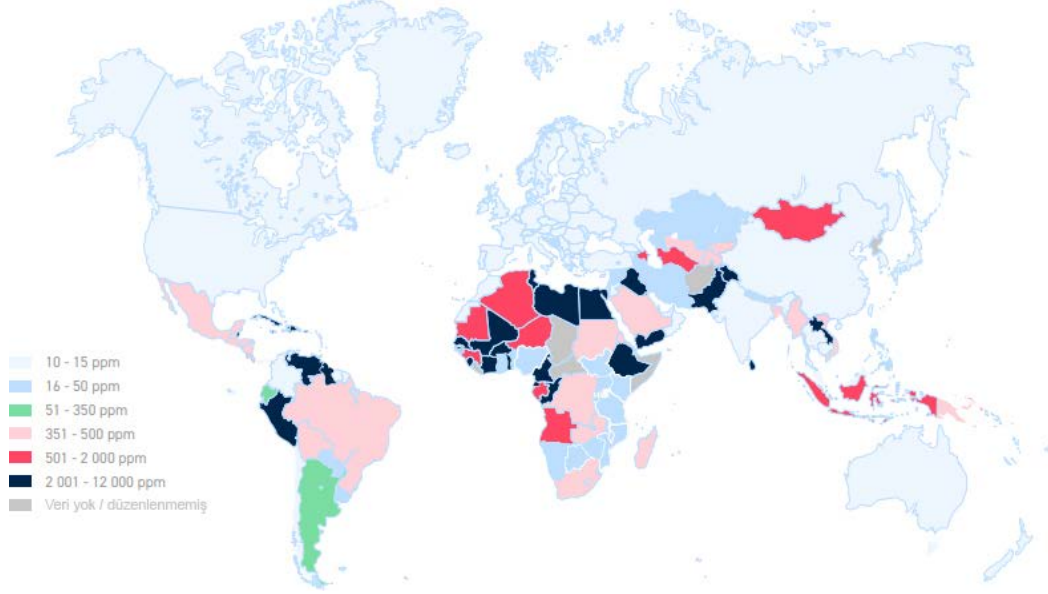 10 - 15 ppm
16 - 50 ppm
51 - 350 ppm
351 - 500 ppm
501 - 2 000 ppm
2 001 - 12 000 ppm
Veri yok / düzenlenmemiş